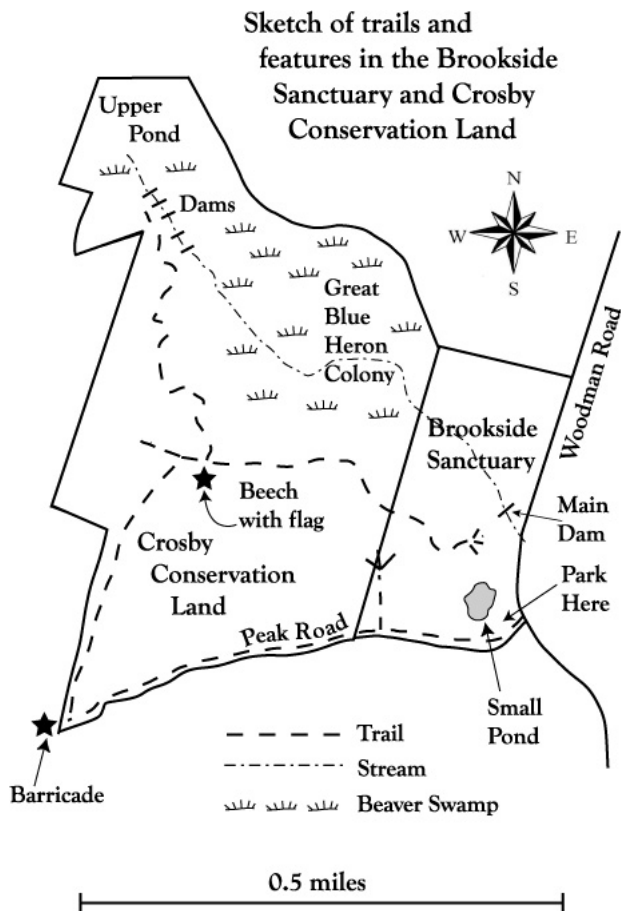 Sketch of trails and
features in the Brookside
Sanctuary and Crosby
Conservation Land
Upper
Pond
Dams
N
W
E
S
Great
Blue
Heron
Colony
Woodman Road
Brookside
Sanctuary
Beech
with flag
Main
Dam
Crosby
Conservation
Land
Park
Here
Peak Road
Small
Pond
Barricade
Trail
Stream
Beaver Swamp
0.5 miles